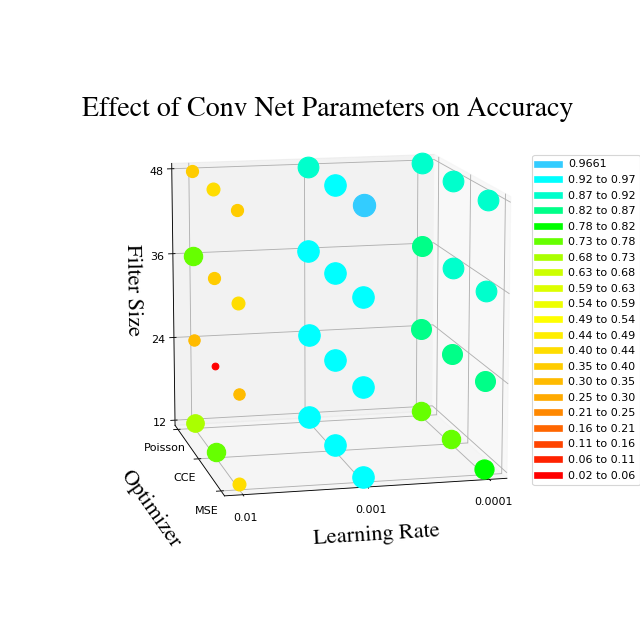 Effect of Conv Net Parameters on Accuracy
0.9661
0.92 to 0.97
0.87 to 0.92
0.82 to 0.87
0.78 to 0.82
0.73 to 0.78
0.68 to 0.73
0.63 to 0.68
0.59 to 0.63
0.54 to 0.59
0.49 to 0.54
0.44 to 0.49
0.40 to 0.44
0.35 to 0.40
0.30 to 0.35
0.25 to 0.30
0.21 to 0.25
0.16 to 0.21
0.11 to 0.16
0.06 to 0.11
0.02 to 0.06
48
36
24
12
Filter Size
Poisson
CCE
MSE
Optimizer
0.01
0.001
0.0001
Learning Rate